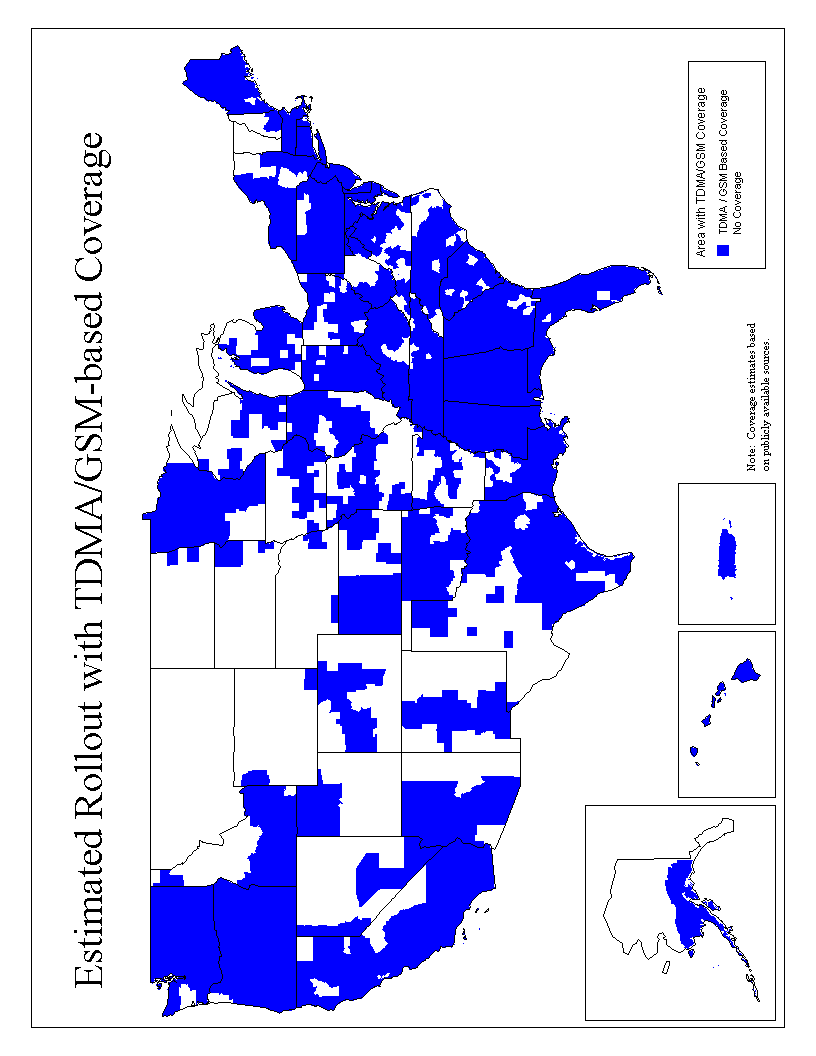 Estimated Rollout with TDMA/GSM-based Coverage
Area with TDMA/GSM Coverage
TDMA / GSM Based Coverage
No Coverage
Note: Coverage estimates based
on publicly available sources.